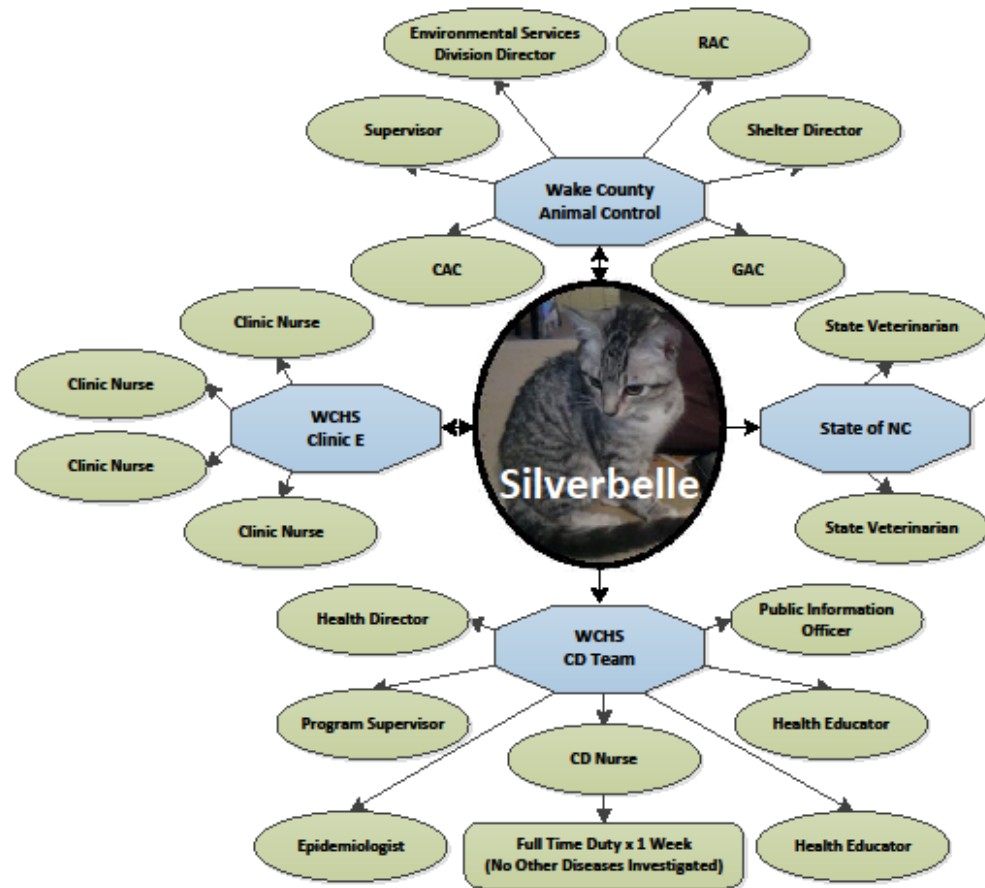 Environmental Services
Division Director
RAC
Supervisor
Shelter Director
Wake County
Animal Control
CAC
GAC
Clinic Nurse
State Veterinarian
Clinic Nurse
WCHS
Clinic E
State of NC
Clinic Nurse
Silverbelle
Clinic Nurse
State Veterinarian
Health Director
WCHS
CD Team
Public Information
Officer
Program Supervisor
Health Educator
CD Nurse
Epidemiologist
Full Time Duty x 1 Week
(No Other Diseases Investigated)
Health Educator